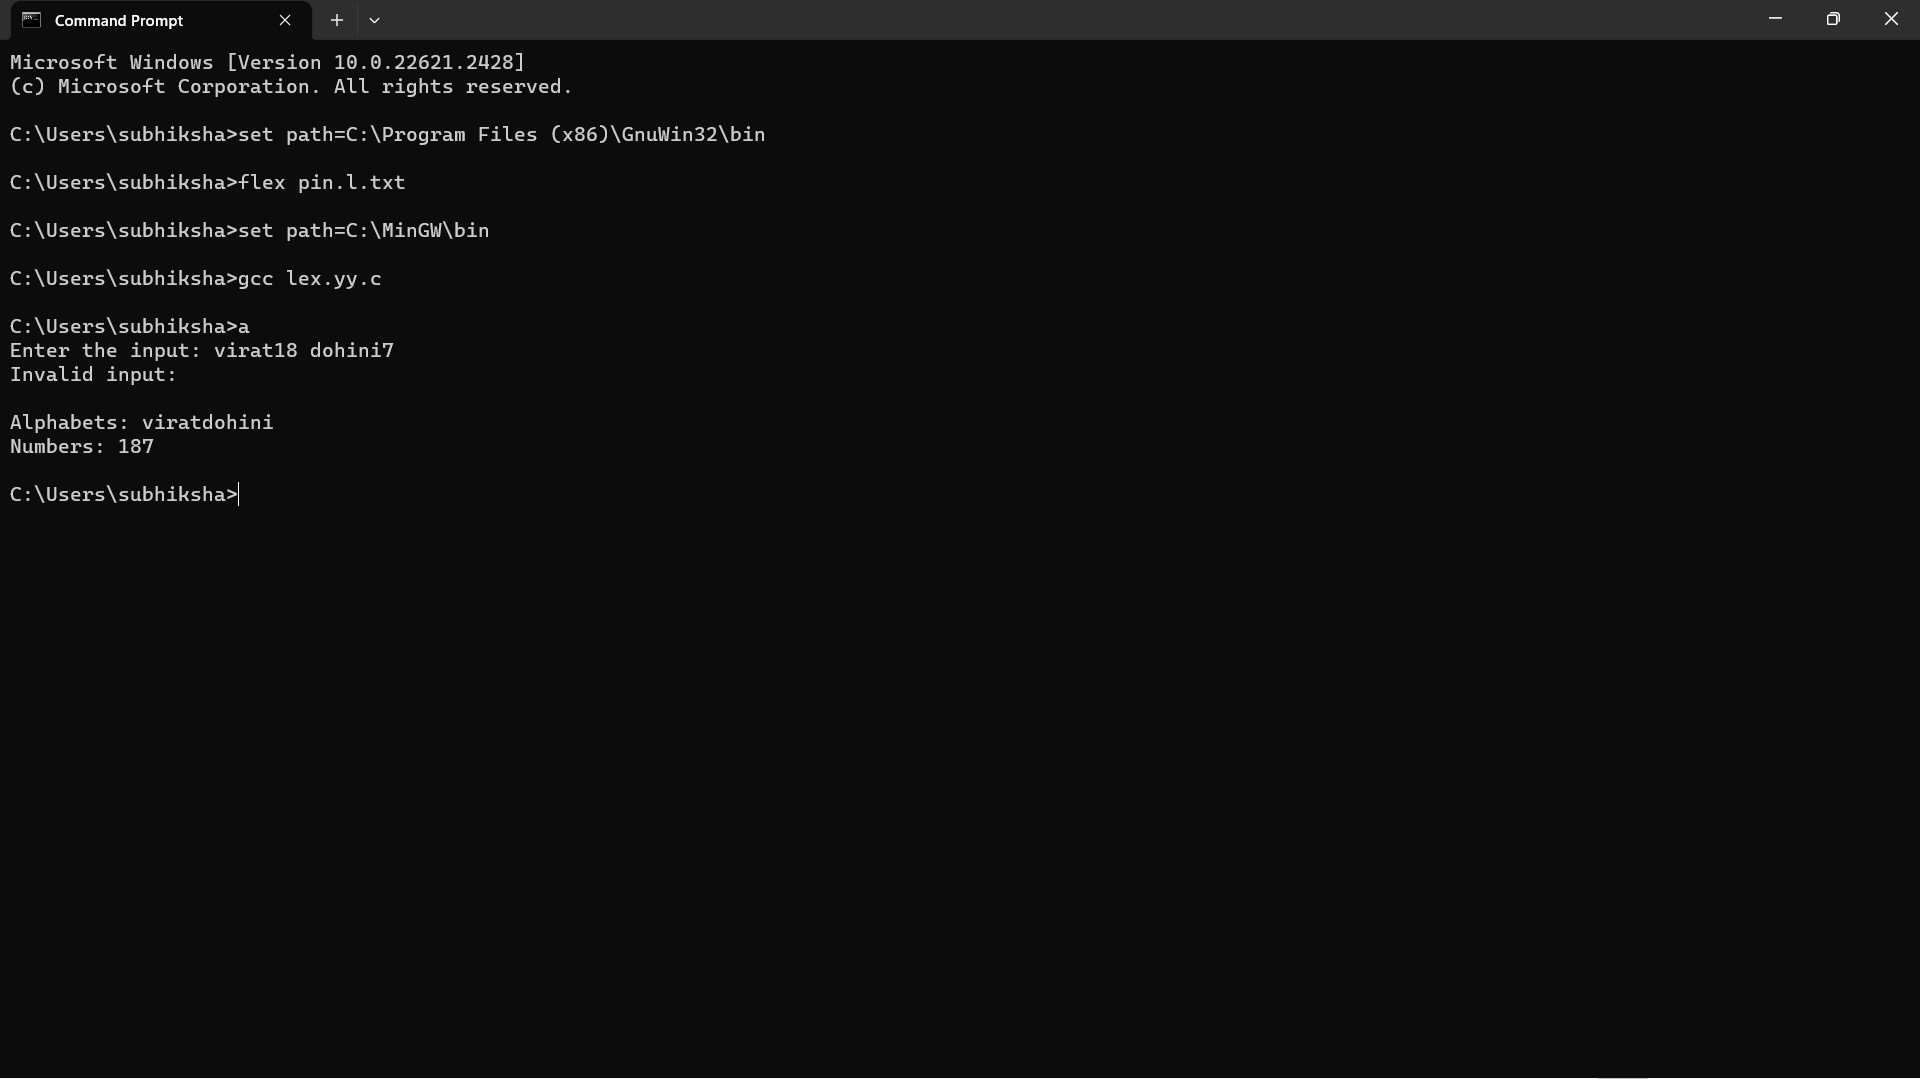 Command Prompt
Microsoft Windows [Version 10.0.22621.2428]
(c) Microsoft Corporation. All rights reserved.
C:\Users\subhiksha>set path=C:\Program Files (x86)\GnuWin32\bin
C:\Users\subhiksha>flex pin.l.txt
C:\Users\subhiksha>set path=C:\MinGW\bin
C:\Users\subhiksha>gcc lex.yy.c
C:\Users\subhiksha>a
Enter the input: virat18 dohini7
Invalid input:
Alphabets: viratdohini
Numbers: 187
C:\Users\subhiksha>